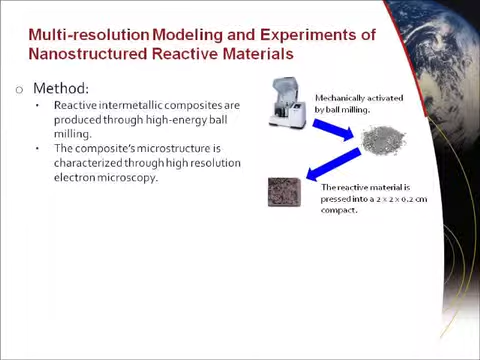 Multi-resolution Modeling and Experiments of
Nanostructured Reactive Materials
o Method:
• Reactive intermetallic composites are
produced through high-energy ball
milling.
• The composite's microstructure is
characterized through high resolution
electron microscopy.
Mechanically activated
by ball milling.
The reactive material is
pressed into a 2 x 2 x 0.2 cm
compact.